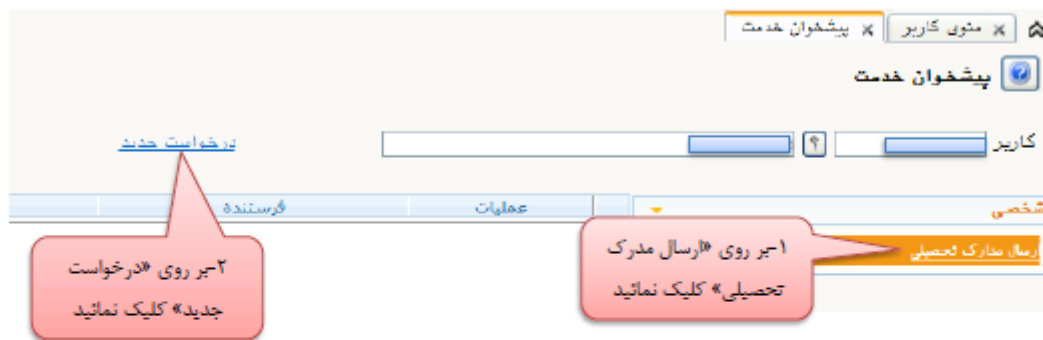 منوی کاربر
پیشخوان خدمت
پیشخوان خدمت
کاربر
؟
درخواست جدید
شخصی
عملیات
فرستنده
ارسال مدارک تحصیلی
۱-بر روی «ارسال مدرک
تحصیلی» کلیک نمائید
۲-بر روی «درخواست
جدید» کلیک نمائید